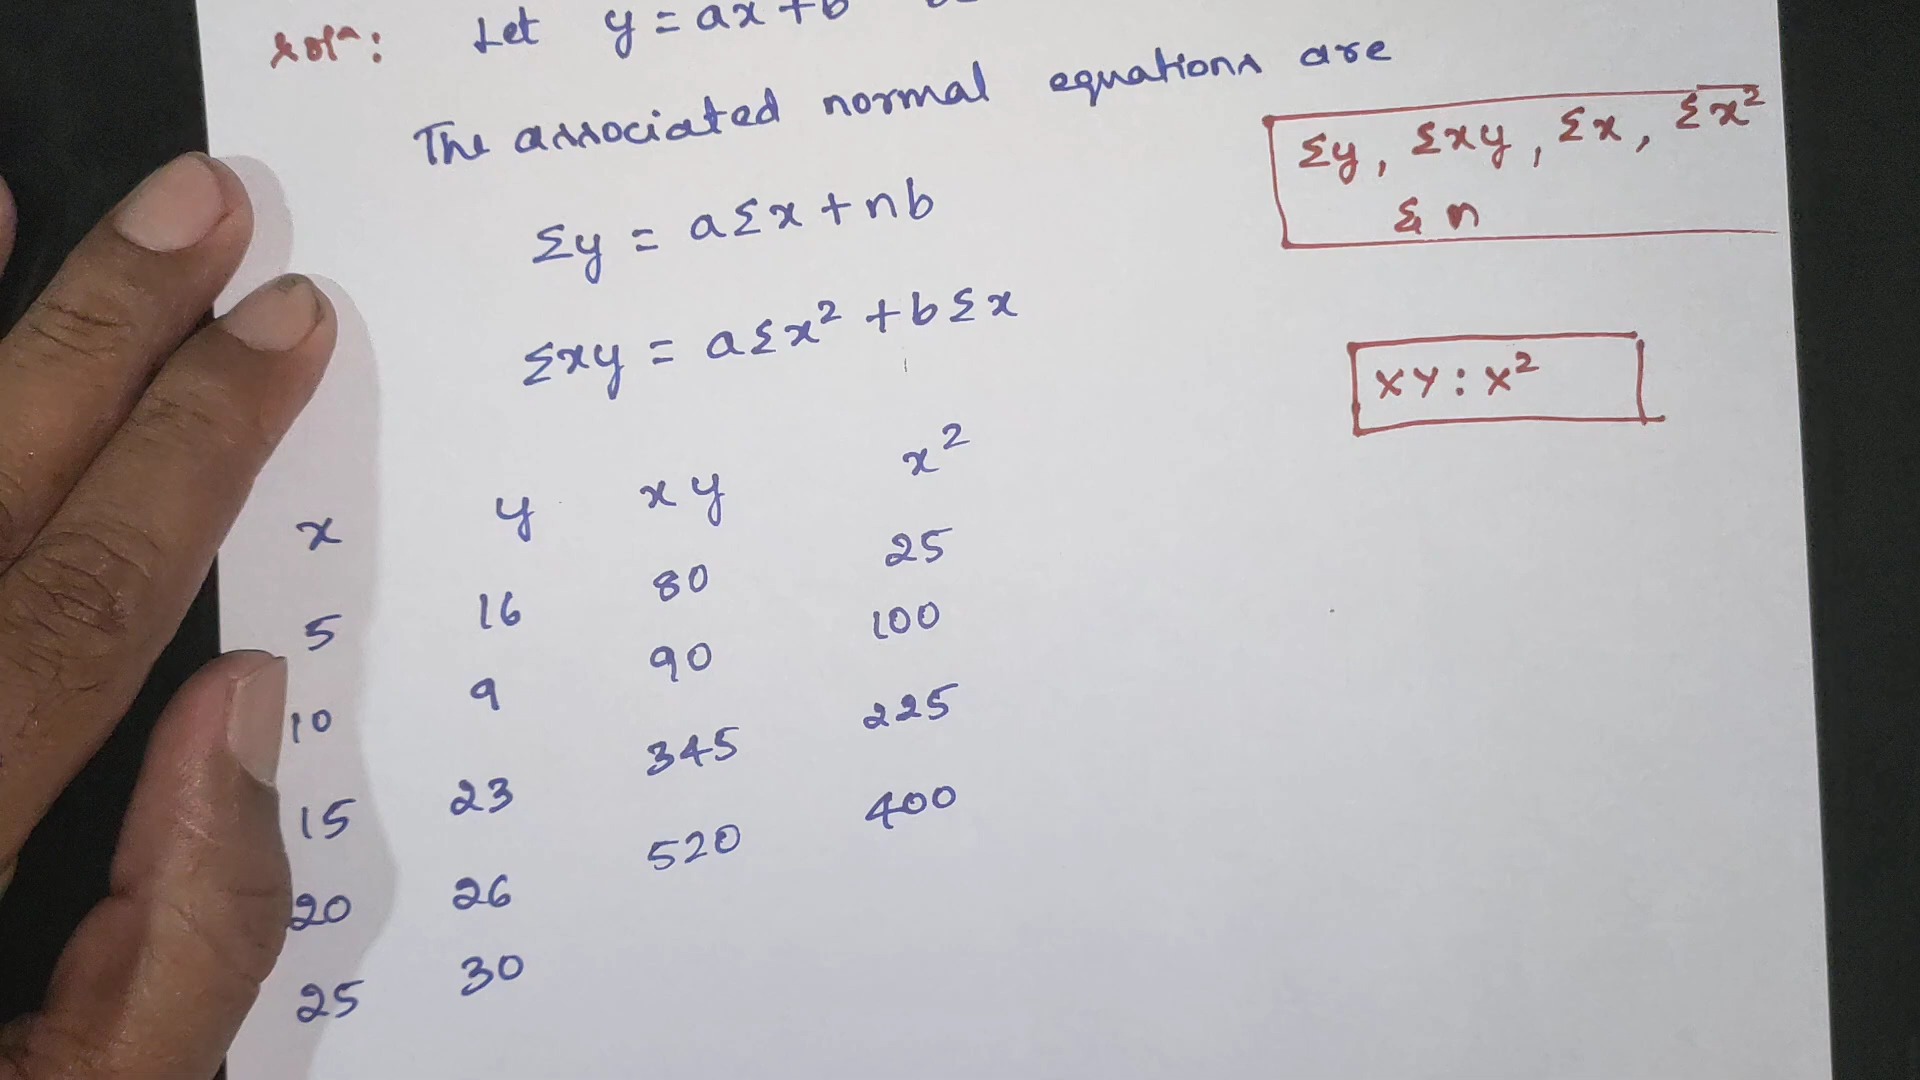 Solⁿ: Let y = ax + b
The associated normal equations are
Σy = aΣx + nb
Σxy = aΣx² + bΣx
Σy, Σxy, Σx, Σx²
& n
XY : X²
x y xy x²
5 16 80 25
10 9 90 100
15 23 345 225
20 26 520 400
25 30